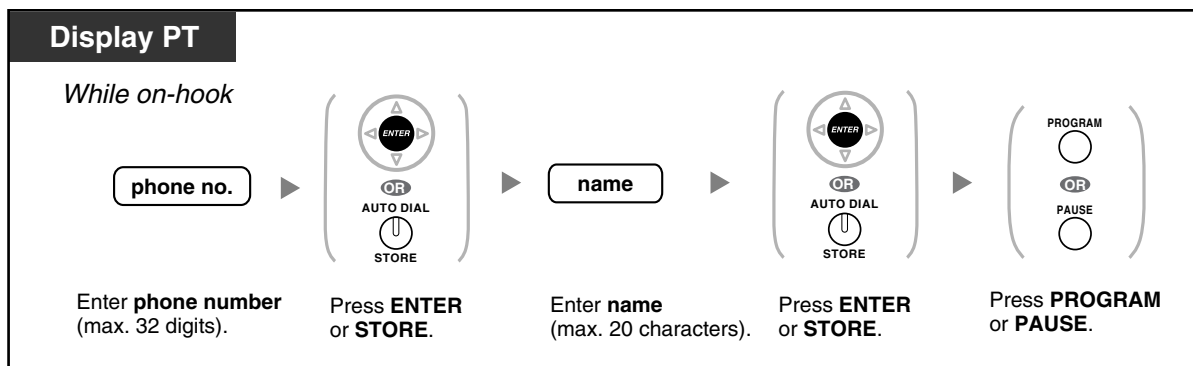 Display PT
While on-hook
phone no.
ENTER
OR
AUTO DIAL
STORE
name
ENTER
OR
AUTO DIAL
STORE
PROGRAM
OR
PAUSE
Enter phone number
(max. 32 digits).
Press ENTER
or STORE.
Enter name
(max. 20 characters).
Press ENTER
or STORE.
Press PROGRAM
or PAUSE.